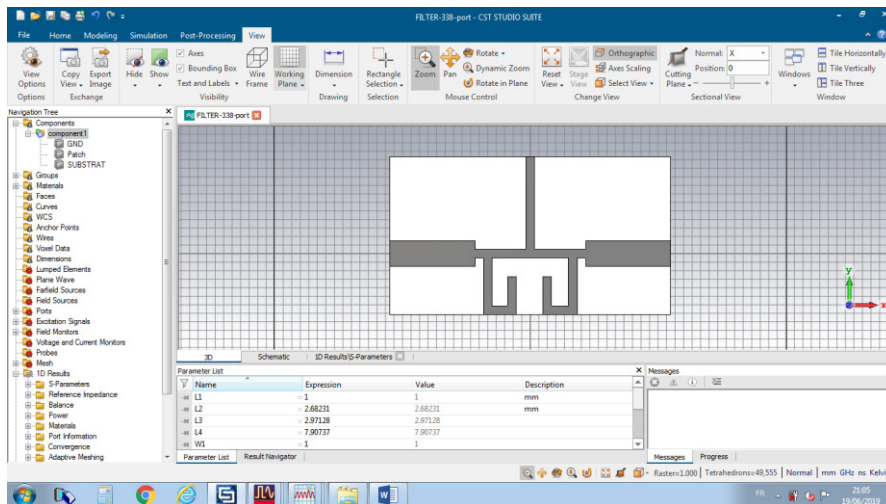 FILTER-338-port - CST STUDIO SUITE
File Home Modeling Simulation Post-Processing View
View Options
Copy View
Export Image
Hide Show
Axes
Bounding Box
Text and Labels
Wire Frame
Working Plane
Dimension
Rectangle Selection
Zoom Pan
Rotate
Dynamic Zoom
Rotate in Plane
Reset View
Stage View
Orthographic
Axes Scaling
Select View
Cutting Plane
Normal: X
Position: 0
Windows
Tile Horizontally
Tile Vertically
Tile Three
Options Exchange Visibility Drawing Selection Mouse Control Change View Sectional View Window
Navigation Tree
Components
component1
GND
Patch
SUBSTRAT
Groups
Materials
Faces
Curves
WCS
Anchor Points
Wires
Voxel Data
Dimensions
Lumped Elements
Plane Wave
Farfield Sources
Field Sources
Ports
Excitation Signals
Field Monitors
Voltage and Current Monitors
Probes
Mesh
1D Results
S-Parameters
Reference Impedance
Balance
Power
Materials
Port Information
Convergence
Adaptive Meshing
FILTER-338-port
y
x
3D Schematic 1D Results\S-Parameters
Parameter List
Name Expression Value Description
L1 = 1 1 mm
L2 = 2.68231 2.68231 mm
L3 = 2.97128 2.97128
L4 = 7.90737 7.90737
W1 = 1 1
Parameter List Result Navigator
Messages
Messages Progress
Raster=1.000 Tetrahedrons=49,555 Normal mm GHz ns Kelvi
FR
21:05
19/06/2019